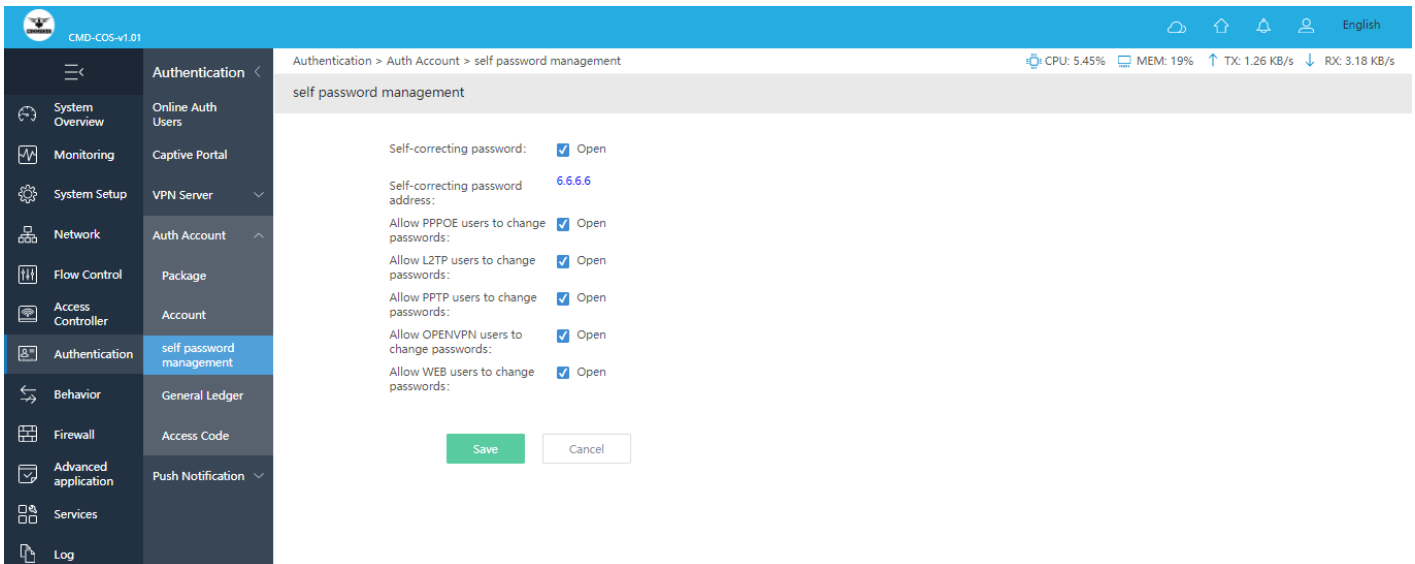 CMD-COS-v1.01
English
Authentication
Authentication > Auth Account > self password management
CPU: 5.45%
MEM: 19%
TX: 1.26 KB/s
RX: 3.18 KB/s
self password management
System
Overview
Monitoring
System Setup
Network
Flow Control
Access
Controller
Authentication
Behavior
Firewall
Advanced
application
Services
Log
Online Auth
Users
Captive Portal
VPN Server
Auth Account
Package
Account
self password
management
General Ledger
Access Code
Push Notification
Self-correcting password:
Open
Self-correcting password
address:
6.6.6.6
Allow PPPOE users to change
passwords:
Open
Allow L2TP users to change
passwords:
Open
Allow PPTP users to change
passwords:
Open
Allow OPENVPN users to
change passwords:
Open
Allow WEB users to change
passwords:
Open
Save
Cancel